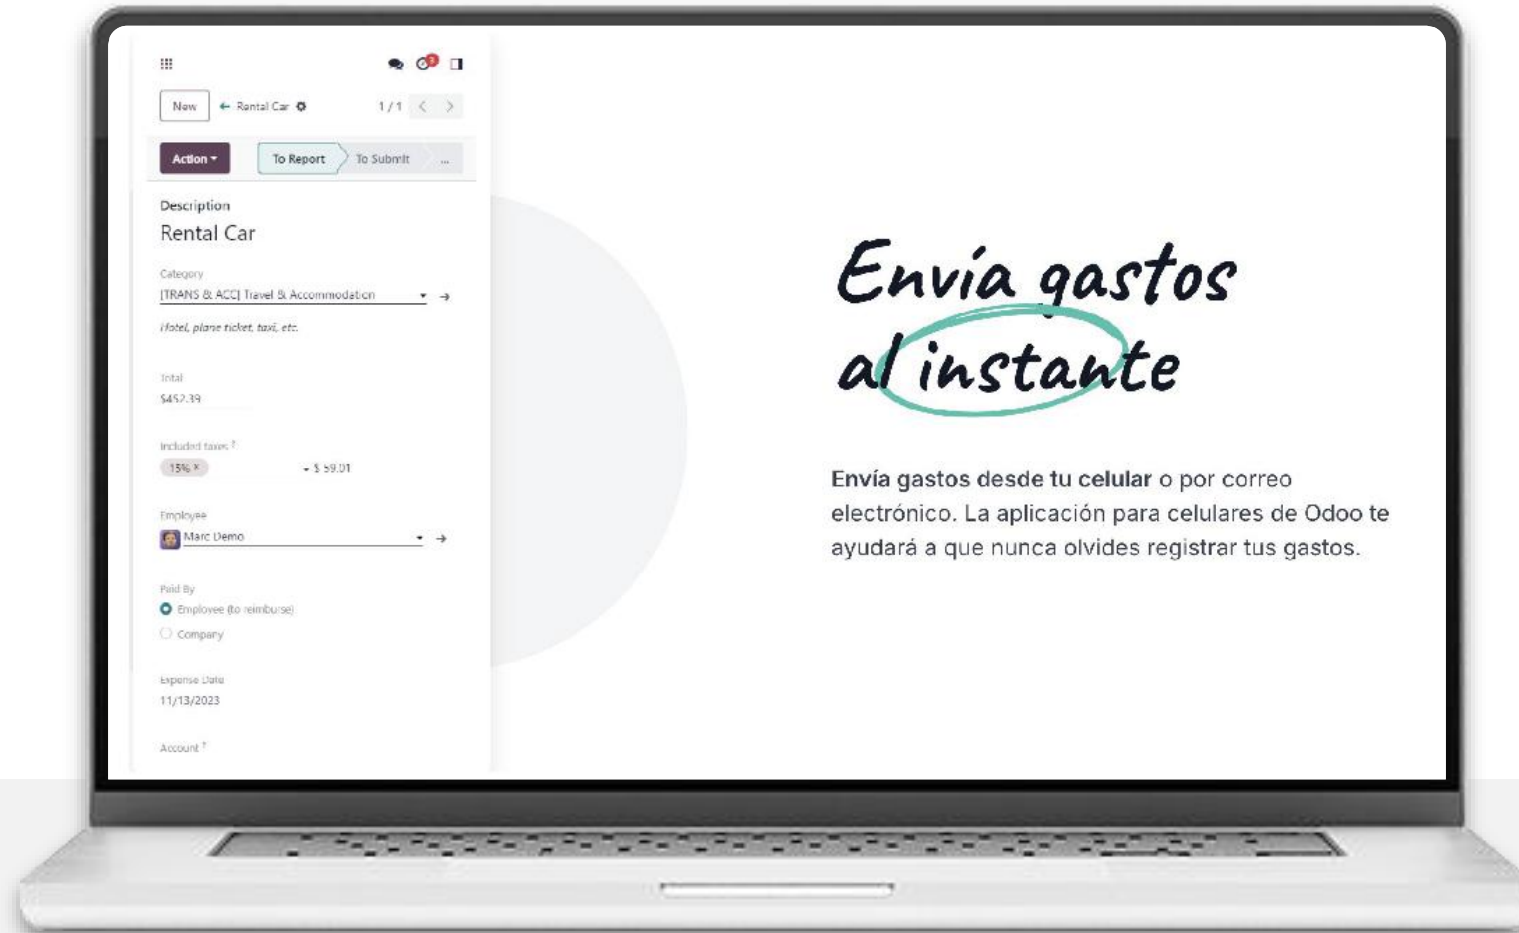 New ← Rental Car 1 / 1
Action To Report To Submit ...
Description
Rental Car
Category
[TRANS & ACC] Travel & Accommodation
Hotel, plane ticket, taxi, etc.
Total
$452.39
Included taxes ?
15% x $ 59.01
Employee
Marc Demo
Paid By
Employee (to reimburse)
Company
Expense Date
11/13/2023
Account ?
Envía gastos
al instante
Envía gastos desde tu celular o por correo
electrónico. La aplicación para celulares de Odoo te
ayudará a que nunca olvides registrar tus gastos.